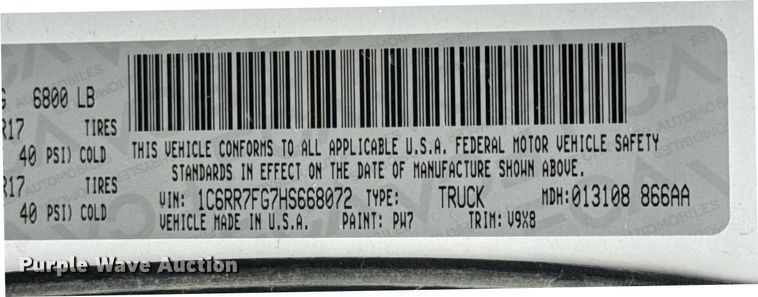 6800 LB
R17 TIRES
40 PSI) COLD
R17 TIRES
40 PSI) COLD
THIS VEHICLE CONFORMS TO ALL APPLICABLE U.S.A. FEDERAL MOTOR VEHICLE SAFETY
STANDARDS IN EFFECT ON THE DATE OF MANUFACTURE SHOWN ABOVE.
VIN: 1C6RR7FG7HS668072 TYPE: TRUCK MDH:013108 866AA
VEHICLE MADE IN U.S.A. PAINT: PW7 TRIM: V9X8
Purple Wave Auction